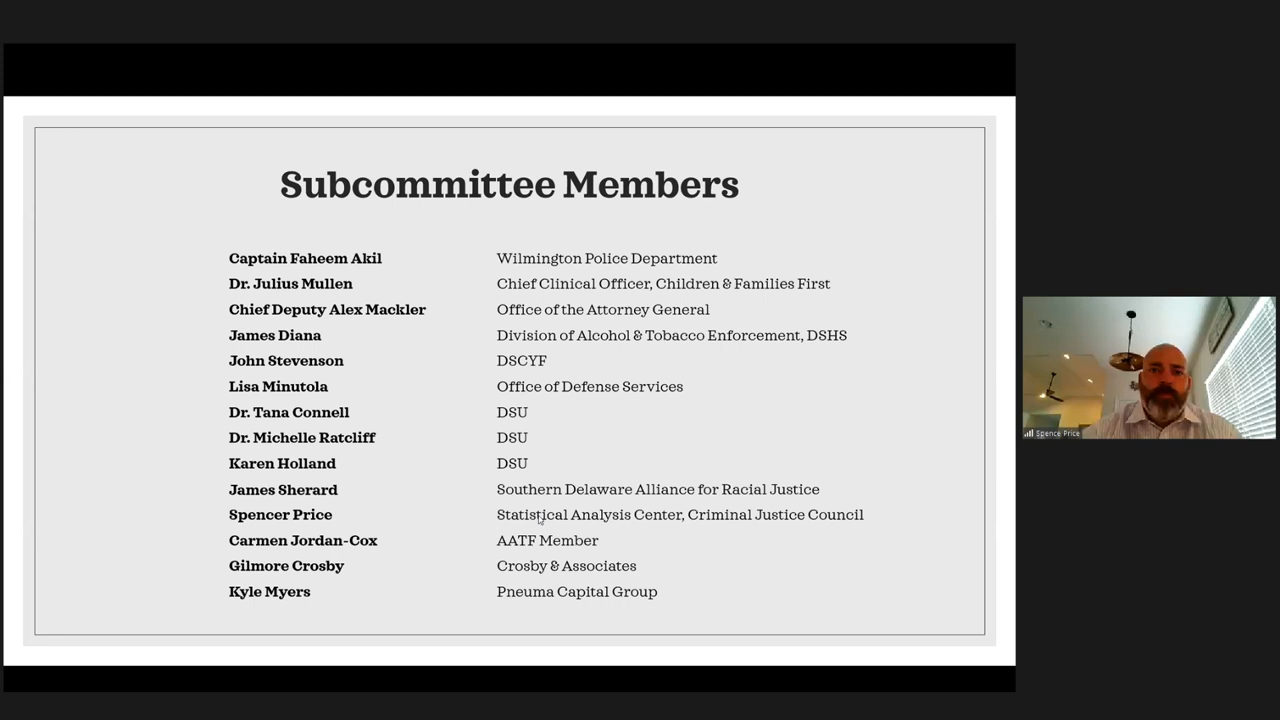 Subcommittee Members
Captain Faheem Akil Wilmington Police Department
Dr. Julius Mullen Chief Clinical Officer, Children & Families First
Chief Deputy Alex Mackler Office of the Attorney General
James Diana Division of Alcohol & Tobacco Enforcement, DSHS
John Stevenson DSCYF
Lisa Minutola Office of Defense Services
Dr. Tana Connell DSU
Dr. Michelle Ratcliff DSU
Karen Holland DSU
James Sherard Southern Delaware Alliance for Racial Justice
Spencer Price Statistical Analysis Center, Criminal Justice Council
Carmen Jordan-Cox AATF Member
Gilmore Crosby Crosby & Associates
Kyle Myers Pneuma Capital Group
Spence Price